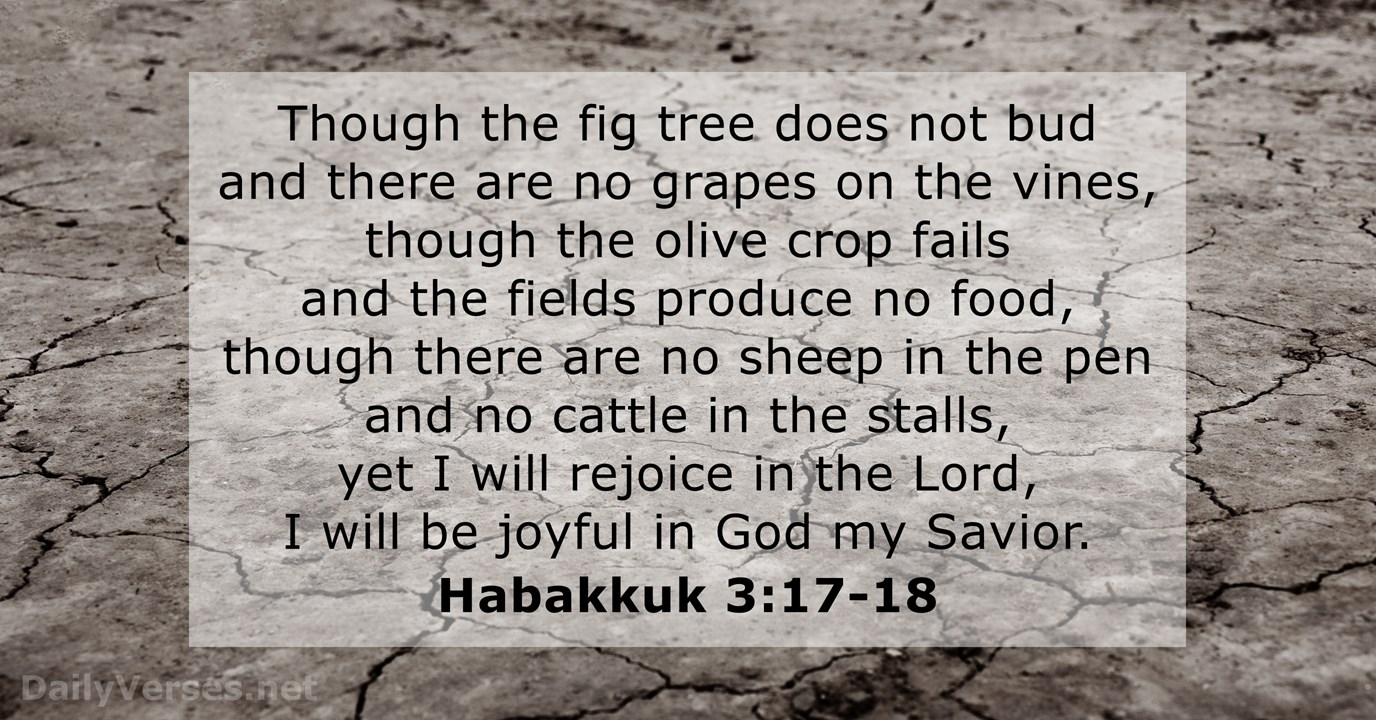 Though the fig tree does not bud
and there are no grapes on the vines,
though the olive crop fails
and the fields produce no food,
though there are no sheep in the pen
and no cattle in the stalls,
yet I will rejoice in the Lord,
I will be joyful in God my Savior.
Habakkuk 3:17-18
DailyVerses.net